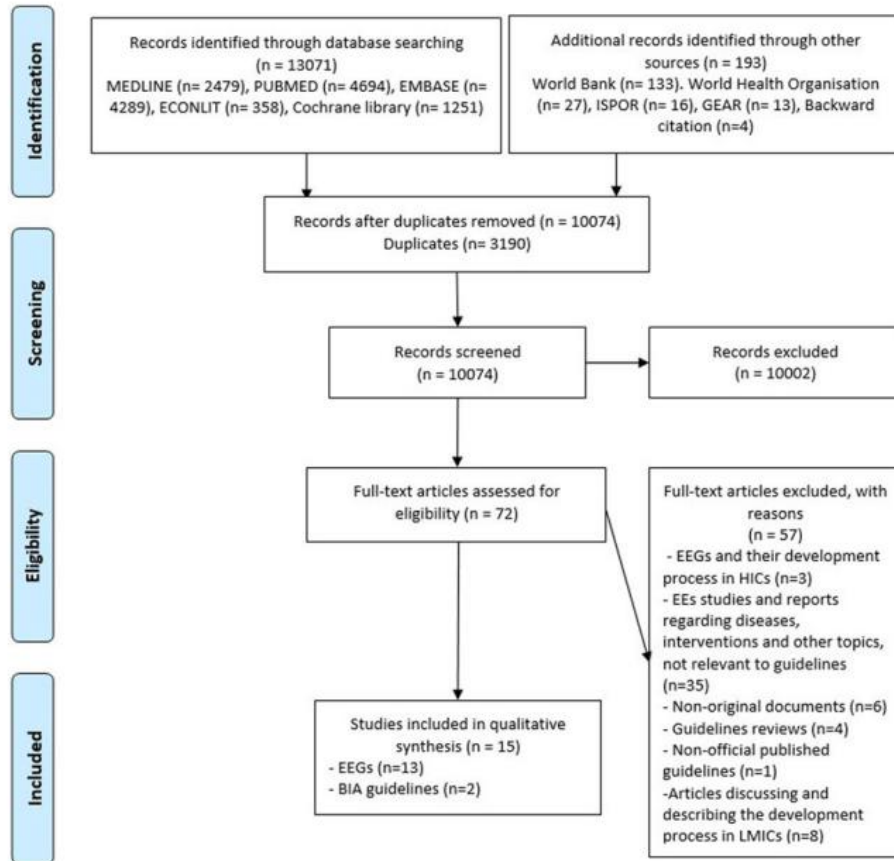 Identification
Records identified through database searching
(n = 13071)
MEDLINE (n= 2479), PUBMED (n= 4694), EMBASE (n=
4289), ECONLIT (n= 358), Cochrane library (n= 1251)
Additional records identified through other
sources (n = 193)
World Bank (n= 133). World Health Organisation
(n= 27), ISPOR (n= 16), GEAR (n= 13), Backward
citation (n=4)
Records after duplicates removed (n = 10074)
Duplicates (n= 3190)
Screening
Records screened
(n = 10074)
Records excluded
(n = 10002)
Eligibility
Full-text articles assessed for
eligibility (n = 72)
Full-text articles excluded, with
reasons
(n = 57)
- EEGs and their development
process in HICs (n=3)
- EEs studies and reports
regarding diseases,
interventions and other topics,
not relevant to guidelines
(n=35)
- Non-original documents (n=6)
- Guidelines reviews (n=4)
- Non-official published
guidelines (n=1)
-Articles discussing and
describing the development
process in LMICs (n=8)
Included
Studies included in qualitative
synthesis (n = 15)
- EEGs (n=13)
- BIA guidelines (n=2)